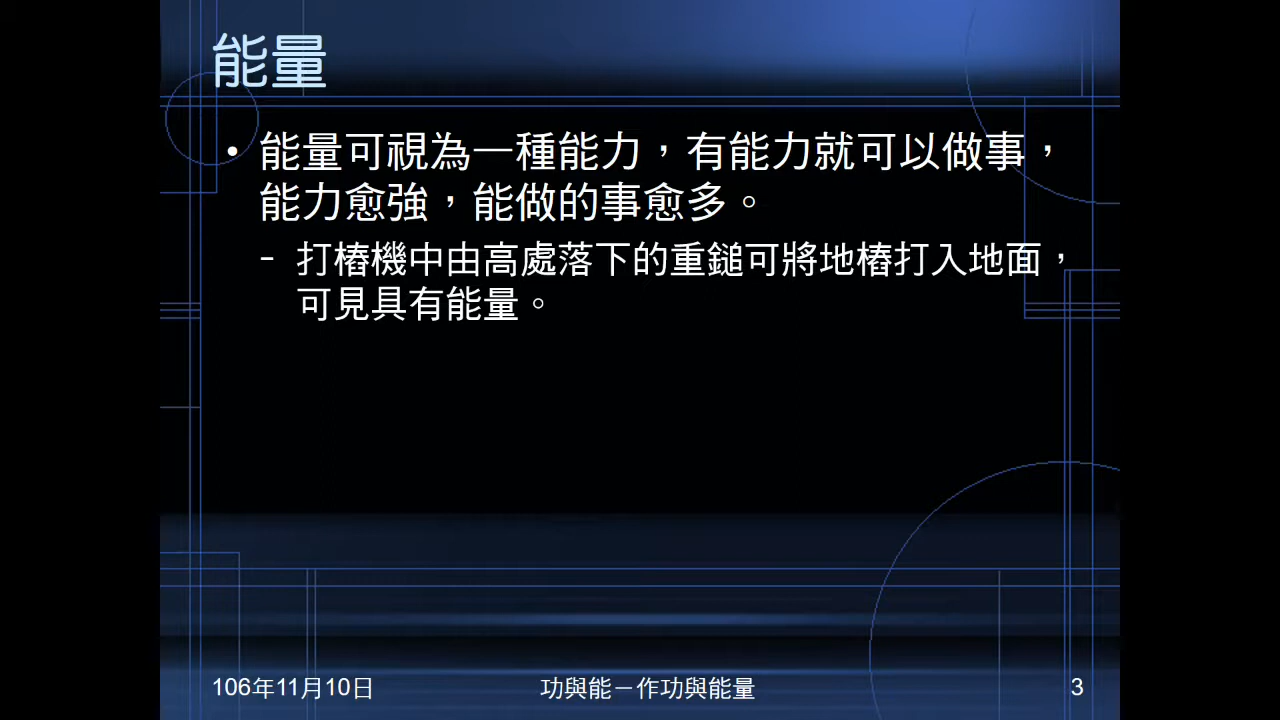 能量
• 能量可視為一種能力，有能力就可以做事，
能力愈強，能做的事愈多。
– 打樁機中由高處落下的重鎚可將地樁打入地面，
可見具有能量。
106年11月10日
功與能－作功與能量
3